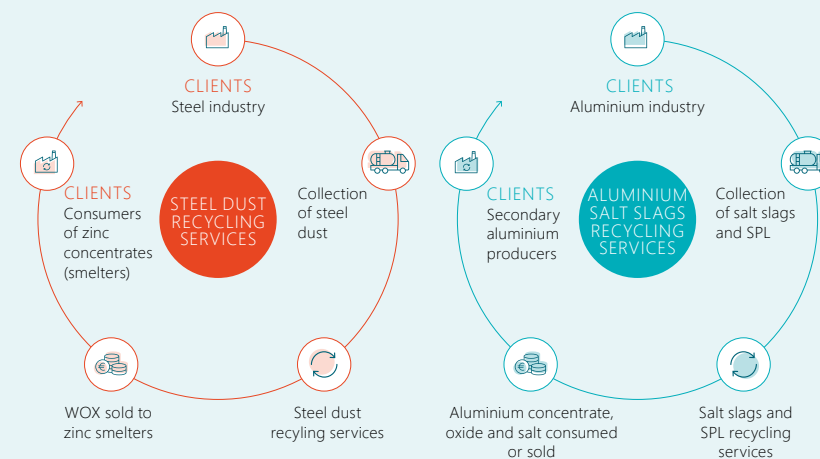 CLIENTS
Steel industry
Collection
of steel
dust
Steel dust
recyling services
WOX sold to
zinc smelters
CLIENTS
Consumers
of zinc
concentrates
(smelters)
STEEL DUST
RECYCLING
SERVICES
CLIENTS
Aluminium industry
Collection
of salt slags
and SPL
Salt slags and
SPL recycling
services
Aluminium concentrate,
oxide and salt consumed
or sold
CLIENTS
Secondary
aluminium
producers
ALUMINIUM
SALT SLAGS
RECYCLING
SERVICES